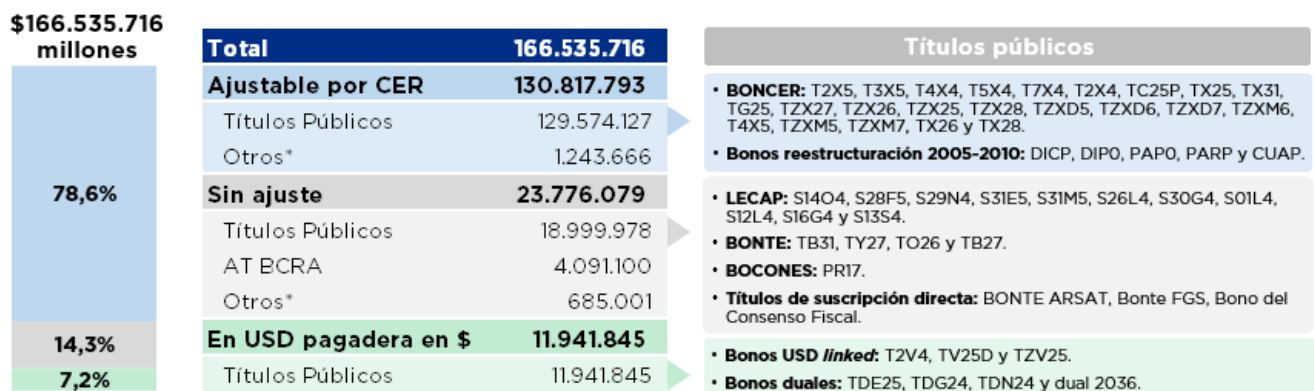 $166.535.716
millones
78,6%
14,3%
7,2%
Total 166.535.716
Ajustable por CER 130.817.793
Títulos Públicos 129.574.127
Otros* 1.243.666
Sin ajuste 23.776.079
Títulos Públicos 18.999.978
AT BCRA 4.091.100
Otros* 685.001
En USD pagadera en $ 11.941.845
Títulos Públicos 11.941.845
Títulos públicos
• BONCER: T2X5, T3X5, T4X4, T5X4, T7X4, T2X4, TC25P, TX25, TX31,
TG25, TZX27, TZX26, TZX25, TZX28, TZXD5, TZXD6, TZXD7, TZXM6,
T4X5, TZXM5, TZXM7, TX26 y TX28.
• Bonos reestructuración 2005-2010: DICP, DIP0, PAP0, PARP y CUAP.
• LECAP: S14O4, S28F5, S29N4, S31E5, S31M5, S26L4, S30G4, S01L4,
S12L4, S16G4 y S13S4.
• BONTE: TB31, TY27, TO26 y TB27.
• BOCONES: PR17.
• Títulos de suscripción directa: BONTE ARSAT, Bonte FGS, Bono del
Consenso Fiscal.
• Bonos USD linked: T2V4, TV25D y TZV25.
• Bonos duales: TDE25, TDG24, TDN24 y dual 2036.